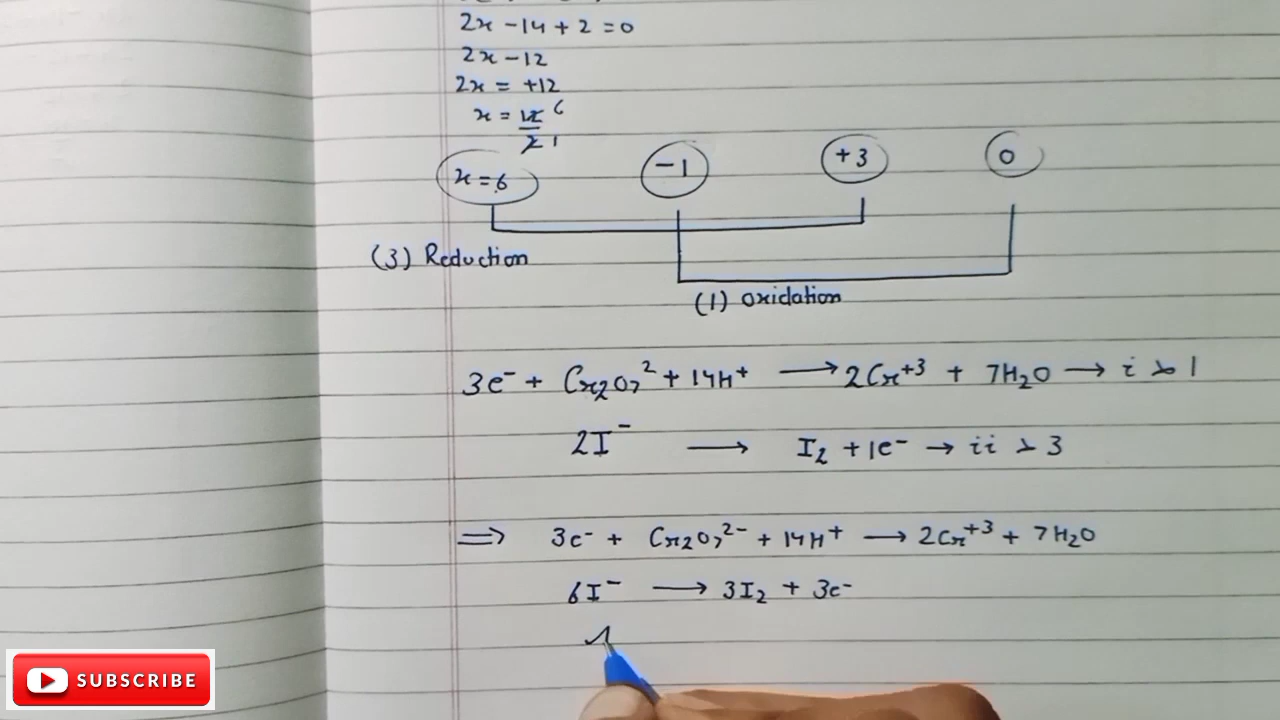 2x - 14 + 2 = 0
2x - 12
2x = +12
x = 12/2 6 1
x = 6 -1 +3 0
(3) Reduction
(1) oxidation
3e⁻ + Cr₂O₇² + 14H⁺ ⟶ 2Cr⁺³ + 7H₂O → i × 1
2I⁻ ⟶ I₂ + 1e⁻ → ii × 3
⇒ 3e⁻ + Cr₂O₇²⁻ + 14H⁺ ⟶ 2Cr⁺³ + 7H₂O
6I⁻ ⟶ 3I₂ + 3e⁻
SUBSCRIBE